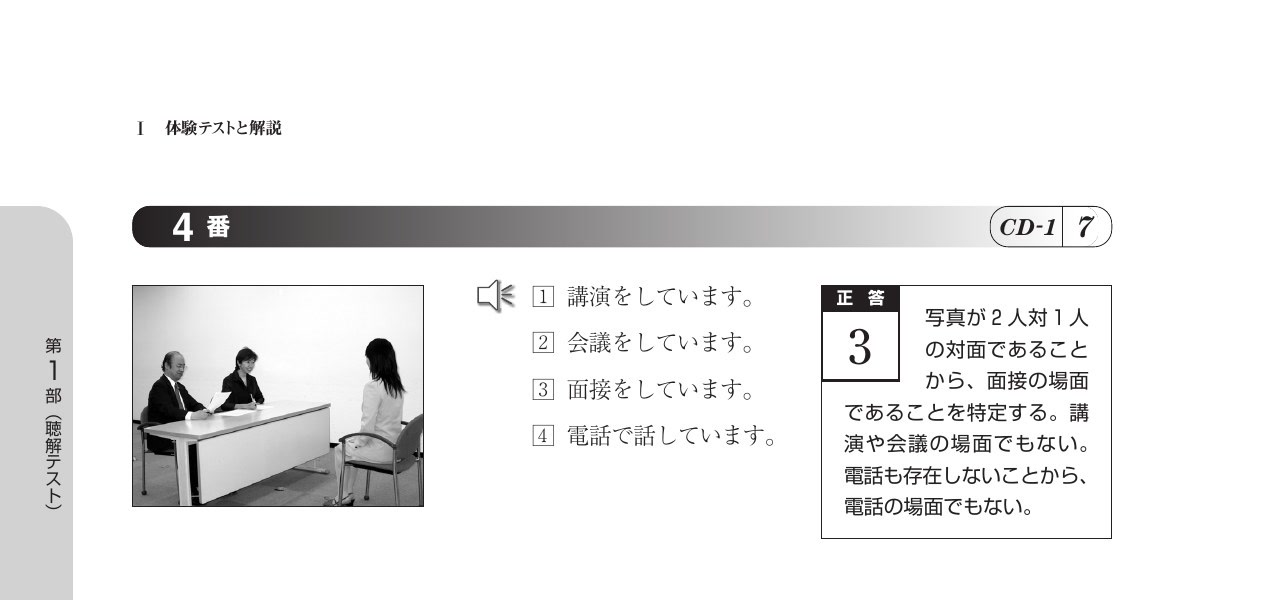 I 体験テストと解説
4 番
CD-1 7
1 講演をしています。
2 会議をしています。
3 面接をしています。
4 電話で話しています。
正 答
3
写真が2人対1人
の対面であること
から、面接の場面
であることを特定する。講
演や会議の場面でもない。
電話も存在しないことから、
電話の場面でもない。
第1部（聴解テスト）